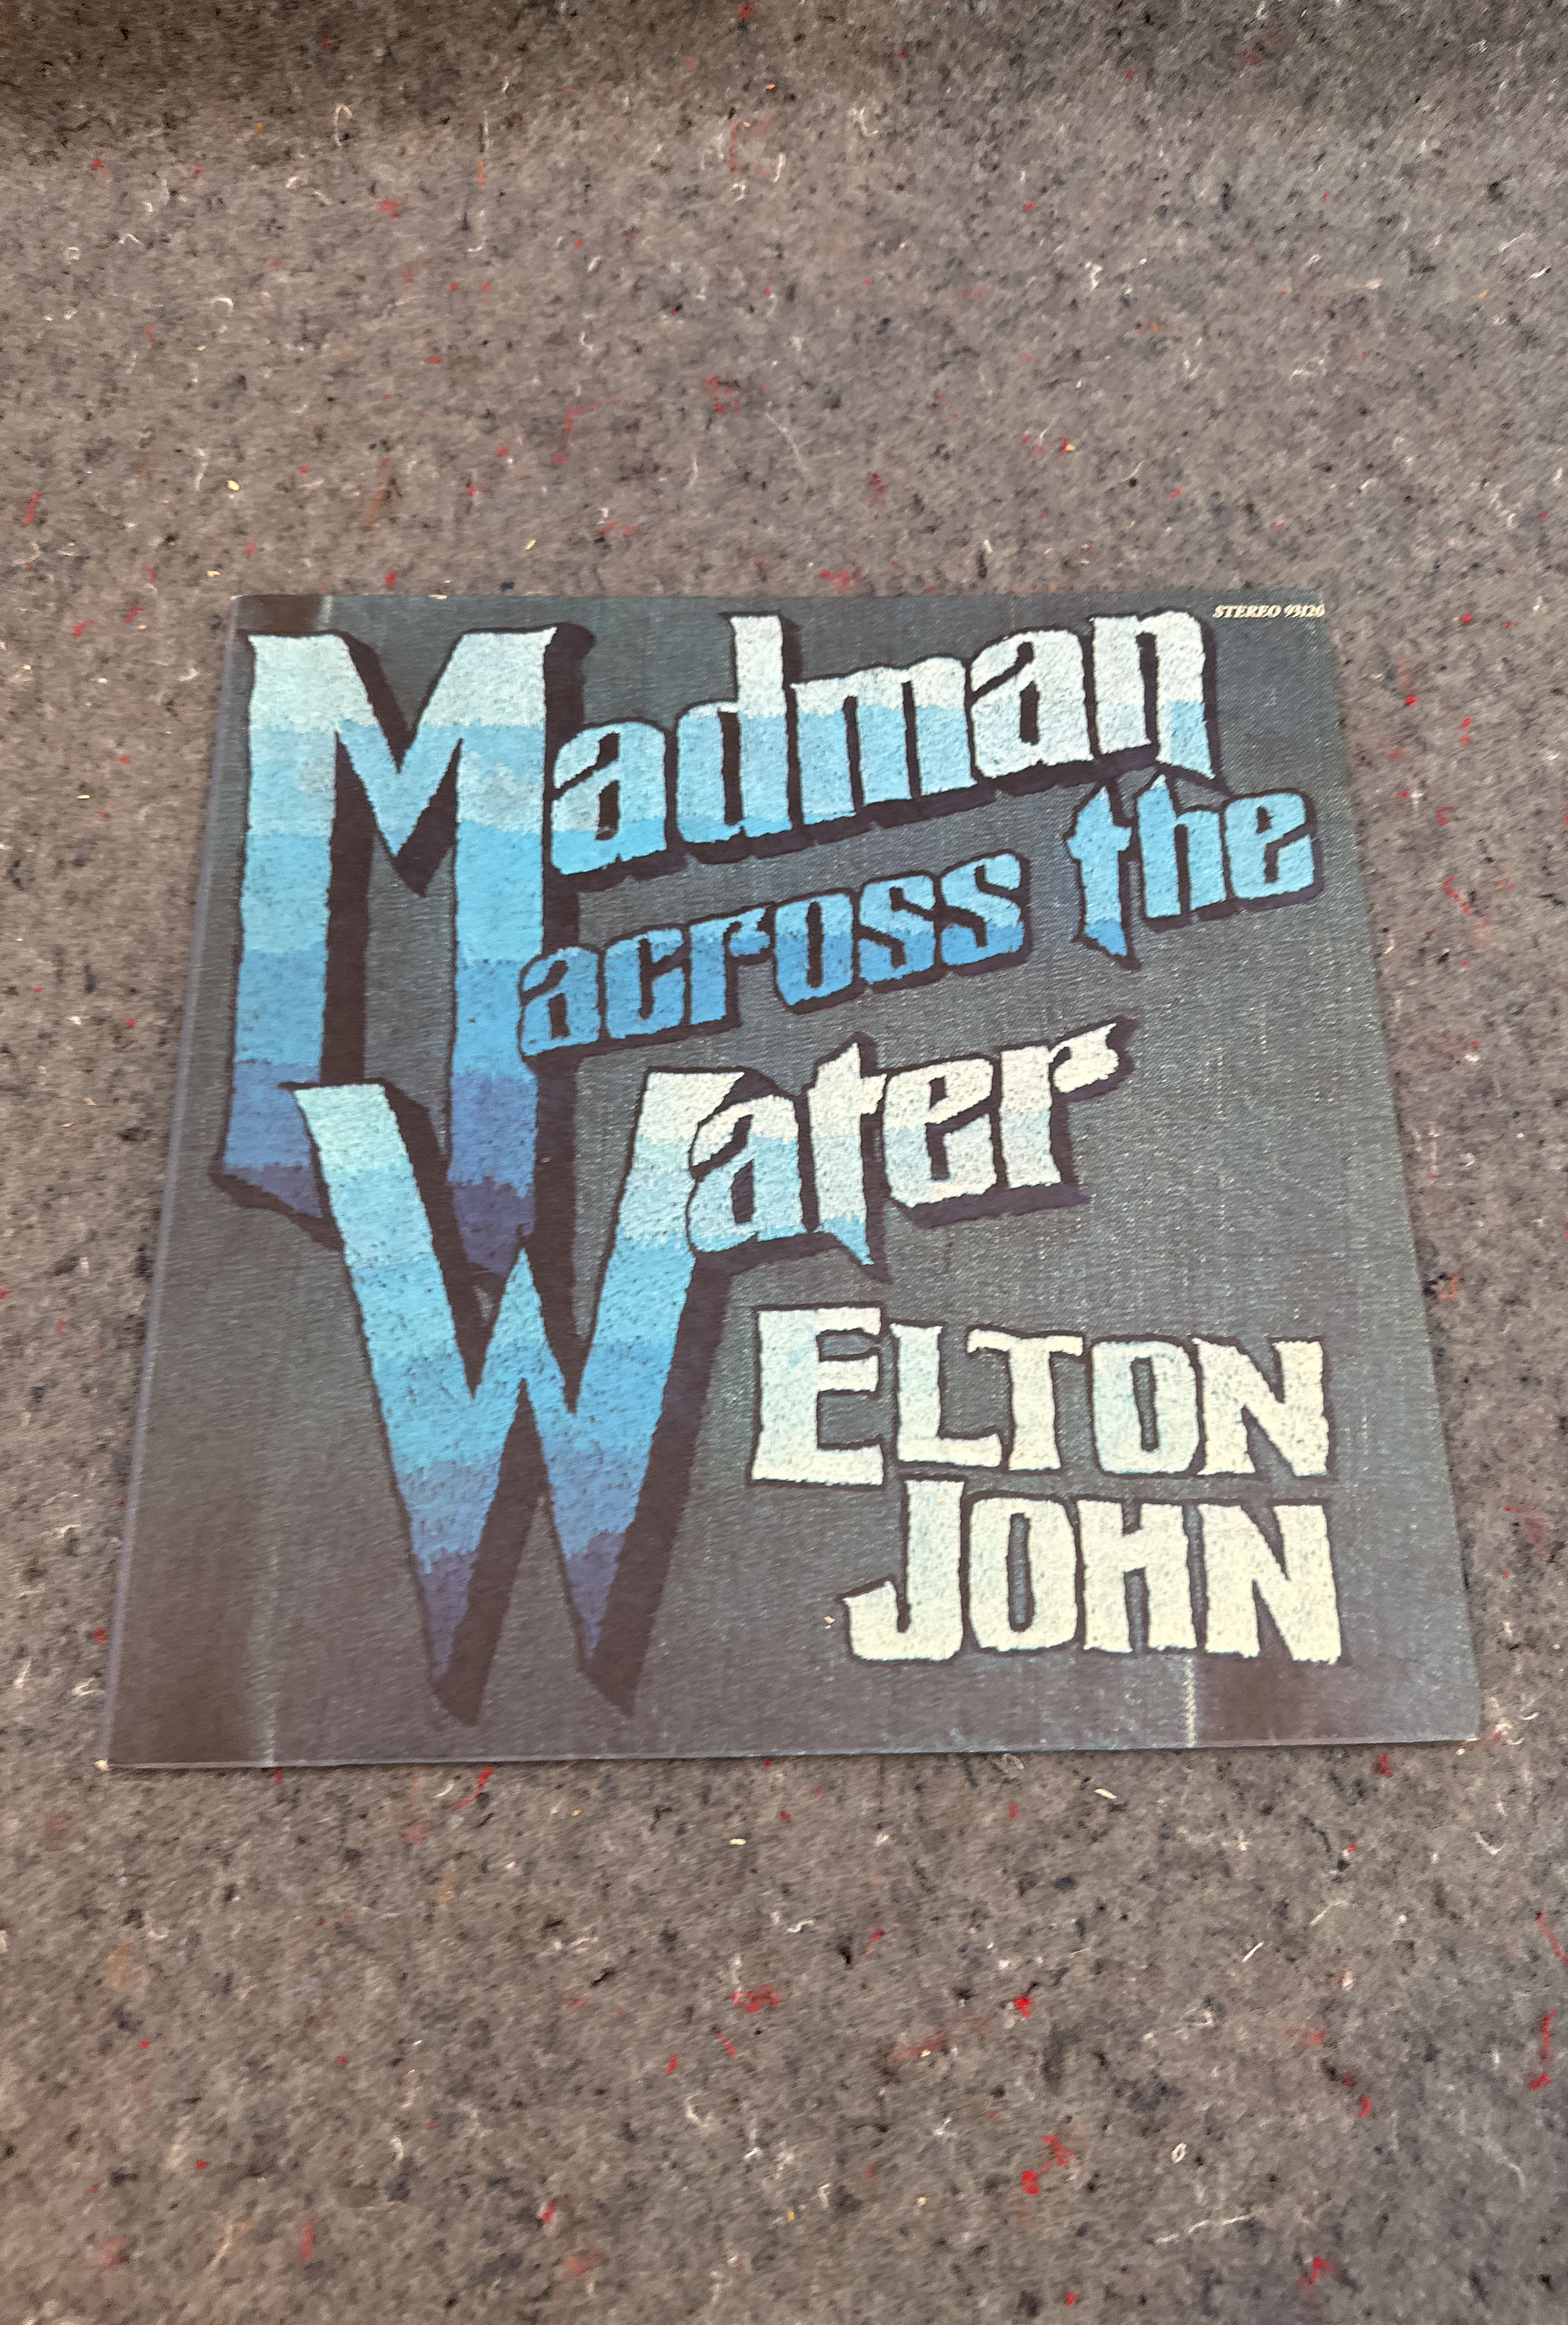 STEREO 93120
Madman
across the
Water
ELTON
JOHN